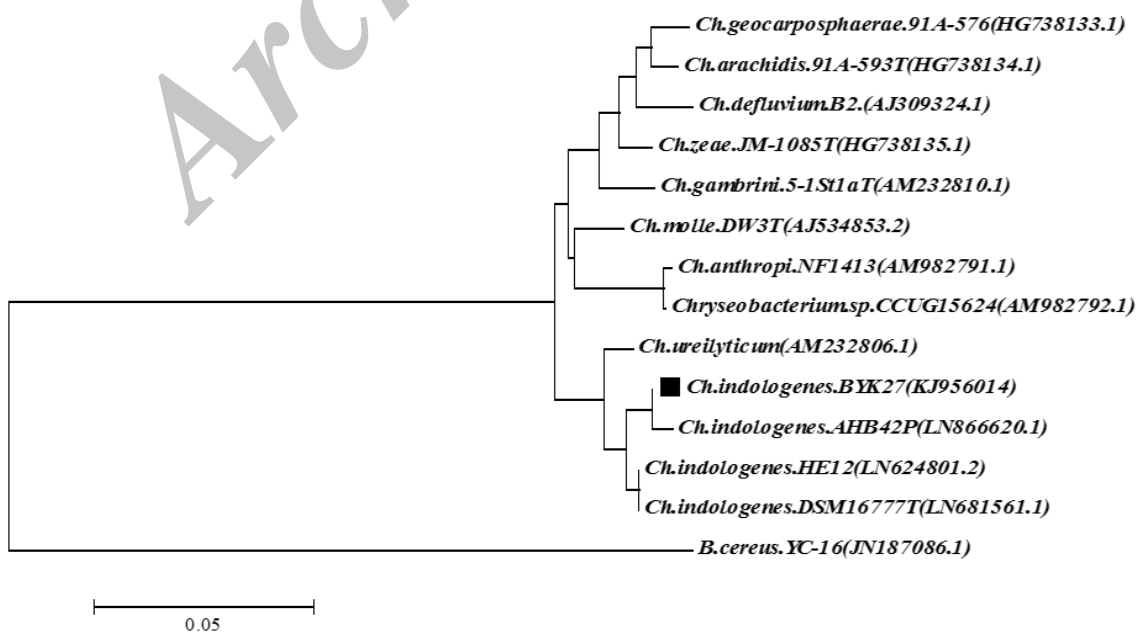 Arc
Ch.geocarposphaerae.91A-576(HG738133.1)
Ch.arachidis.91A-593T(HG738134.1)
Ch.defluvium.B2.(AJ309324.1)
Ch.zeae.JM-1085T(HG738135.1)
Ch.gambrini.5-1St1aT(AM232810.1)
Ch.molle.DW3T(AJ534853.2)
Ch.anthropi.NF1413(AM982791.1)
Chryseobacterium.sp.CCUG15624(AM982792.1)
Ch.ureilyticum(AM232806.1)
Ch.indologenes.BYK27(KJ956014)
Ch.indologenes.AHB42P(LN866620.1)
Ch.indologenes.HE12(LN624801.2)
Ch.indologenes.DSM16777T(LN681561.1)
B.cereus.YC-16(JN187086.1)
0.05